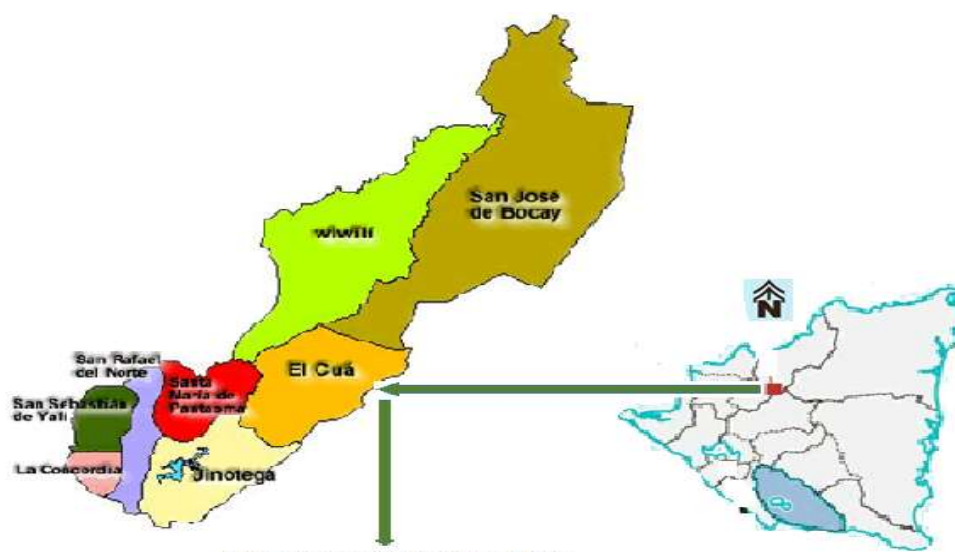 San José
de Bocay
wiwilí
N
San Rafael
del Norte
El Cuá
Santa
María de
Pantasma
San Sebastián
de Yalí
La Concordia
Jinotega